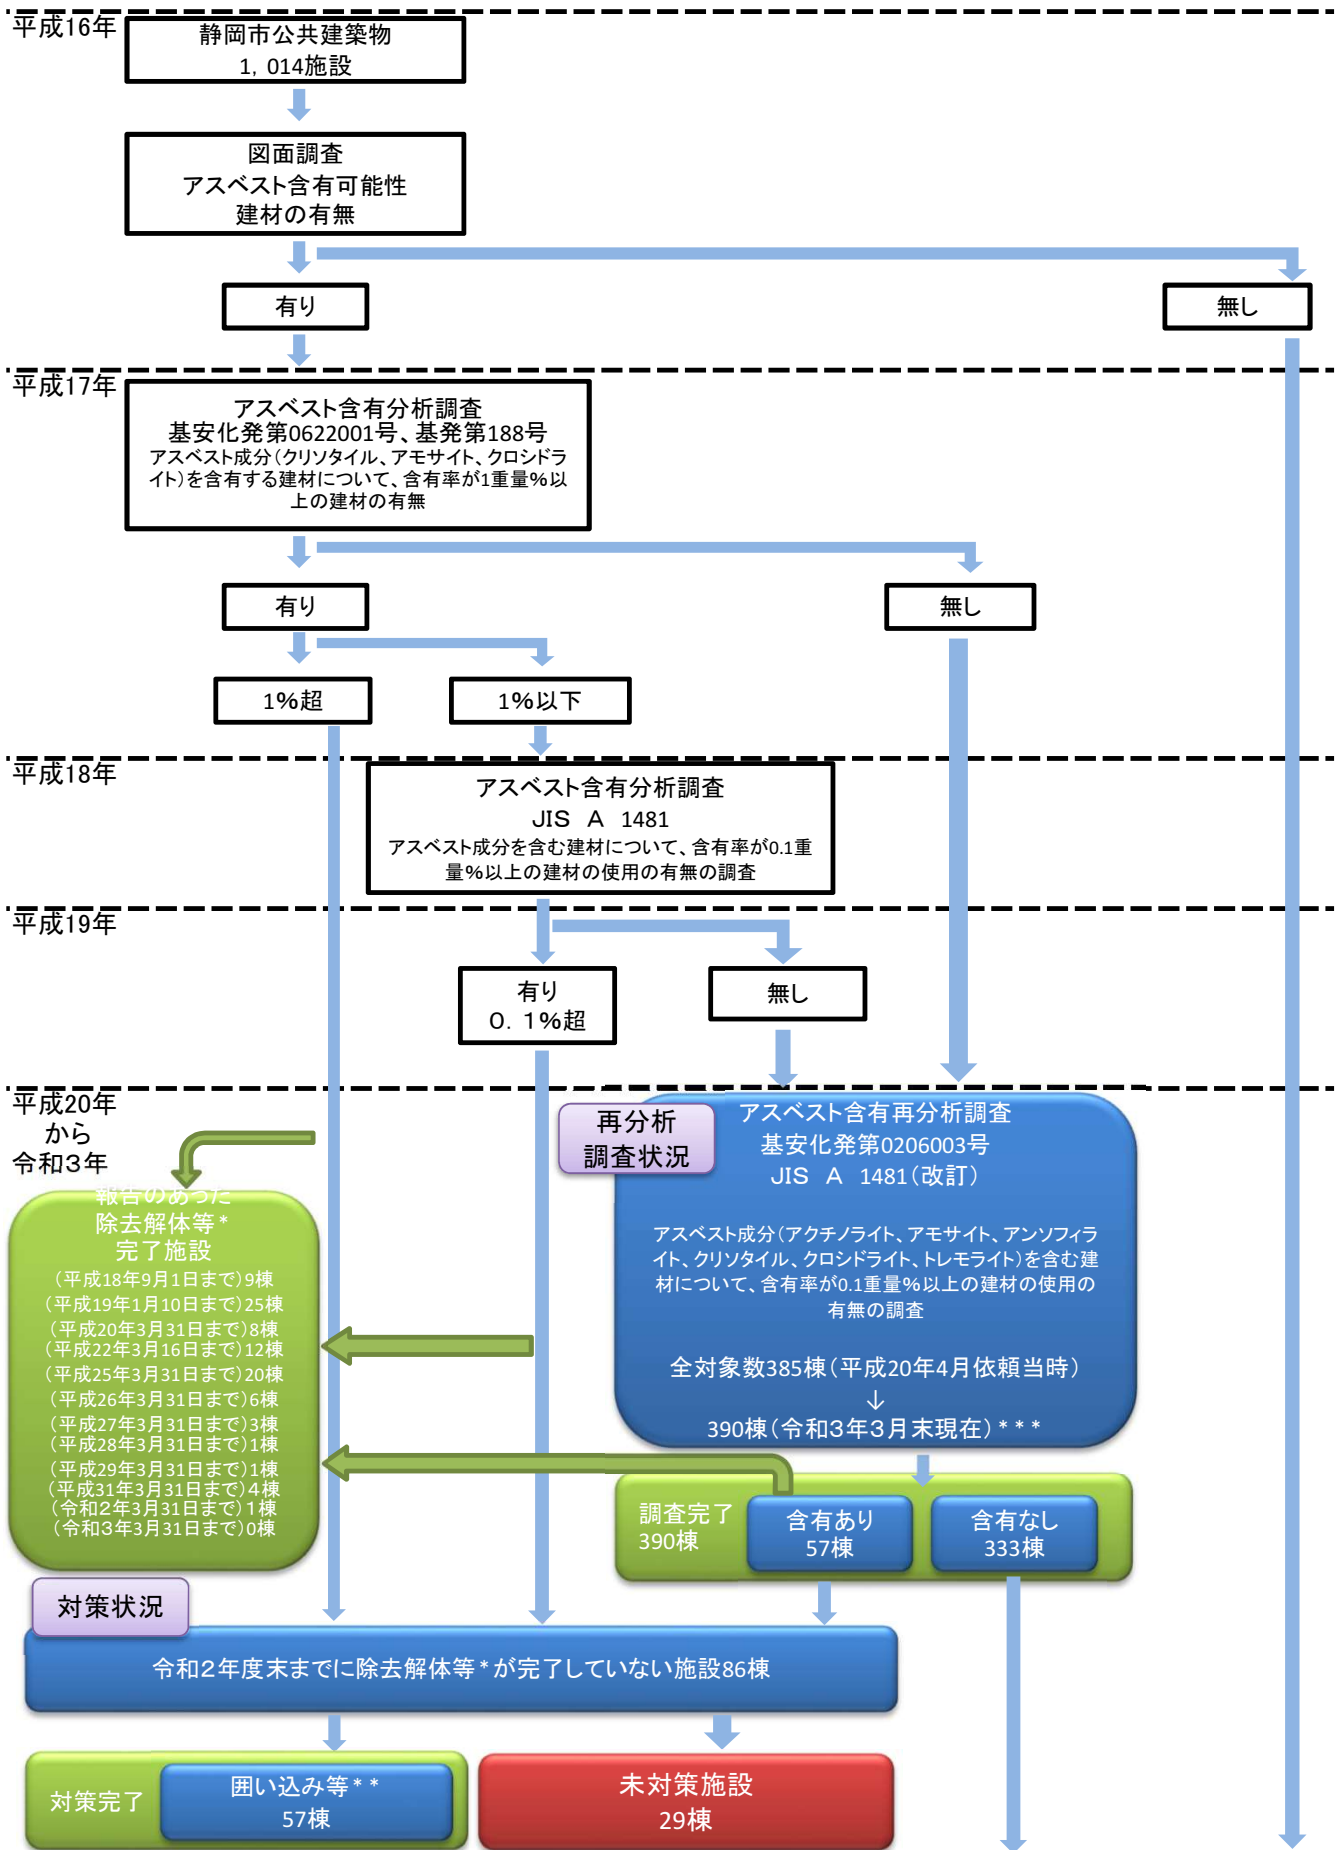 平成16年
静岡市公共建築物
1，014施設
図面調査
アスベスト含有可能性
建材の有無
有り
無し
平成17年
アスベスト含有分析調査
基安化発第0622001号、基発第188号
アスベスト成分（クリソタイル、アモサイト、クロシドラ
イト）を含有する建材について、含有率が1重量％以
上の建材の有無
有り
無し
1％超
1％以下
平成18年
アスベスト含有分析調査
JIS　A　1481
アスベスト成分を含む建材について、含有率が0.1重
量％以上の建材の使用の有無の調査
平成19年
有り
0．1％超
無し
平成20年
から
令和3年
再分析
調査状況
アスベスト含有再分析調査
基安化発第0206003号
JIS　A　1481（改訂）
アスベスト成分（アクチノライト、アモサイト、アンソフィラ
イト、クリソタイル、クロシドライト、トレモライト）を含む建
材について、含有率が0.1重量％以上の建材の使用の
有無の調査
全対象数385棟（平成20年4月依頼当時）
↓
390棟（令和3年3月末現在）***
報告のあった
除去解体等*
完了施設
（平成18年9月1日まで）9棟
（平成19年1月10日まで）25棟
（平成20年3月31日まで）8棟
（平成22年3月16日まで）12棟
（平成25年3月31日まで）20棟
（平成26年3月31日まで）6棟
（平成27年3月31日まで）3棟
（平成28年3月31日まで）1棟
（平成29年3月31日まで）1棟
（平成31年3月31日まで）4棟
（令和2年3月31日まで）1棟
（令和3年3月31日まで）0棟
調査完了
390棟
含有あり
57棟
含有なし
333棟
対策状況
令和2年度末までに除去解体等*が完了していない施設86棟
対策完了
囲い込み等**
57棟
未対策施設
29棟